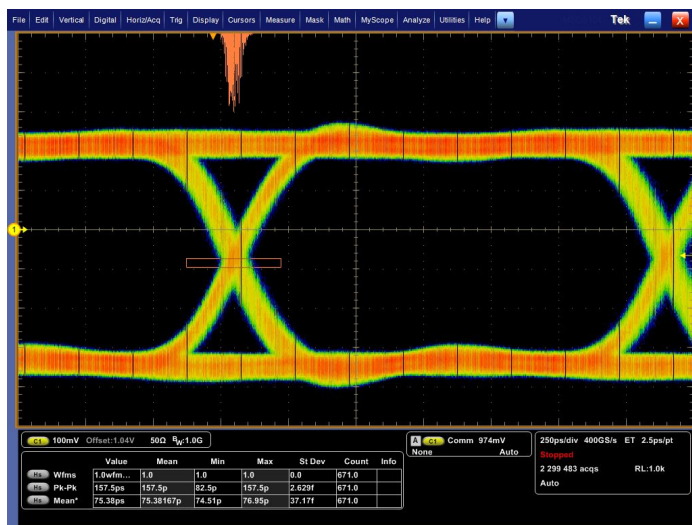 File Edit Vertical Digital Horiz/Acq Trig Display Cursors Measure Mask Math MyScope Analyze Utilities Help Tek X
1
C1 100mV Offset:1.04V 50Ω BW:1.0G
A C1 Comm 974mV
None Auto
250ps/div 400GS/s ET 2.5ps/pt
Stopped
2 299 483 acqs RL:1.0k
Auto
Value Mean Min Max St Dev Count Info
Hs Wfms 1.0wfm... 1.0 1.0 1.0 0.0 671.0
Hs Pk-Pk 157.5ps 157.5p 82.5p 157.5p 2.629f 671.0
Hs Mean* 75.38ps 75.38167p 74.51p 76.95p 37.17f 671.0